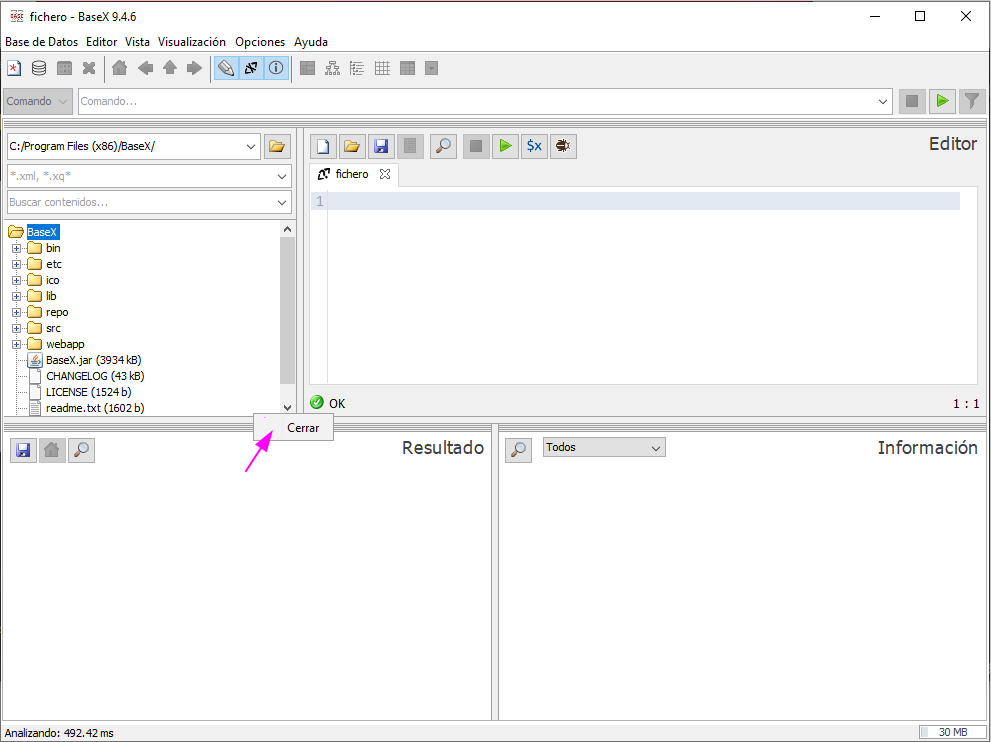 fichero - BaseX 9.4.6
Base de Datos Editor Vista Visualización Opciones Ayuda
Comando Comando...
C:/Program Files (x86)/BaseX/
*.xml, *.xq*
Buscar contenidos...
BaseX
bin
etc
ico
lib
repo
src
webapp
BaseX.jar (3934 kB)
CHANGELOG (43 kB)
LICENSE (1524 b)
readme.txt (1602 b)
$x
Editor
fichero
1
OK
1 : 1
Cerrar
Resultado
Todos
Información
Analizando: 492.42 ms
30 MB